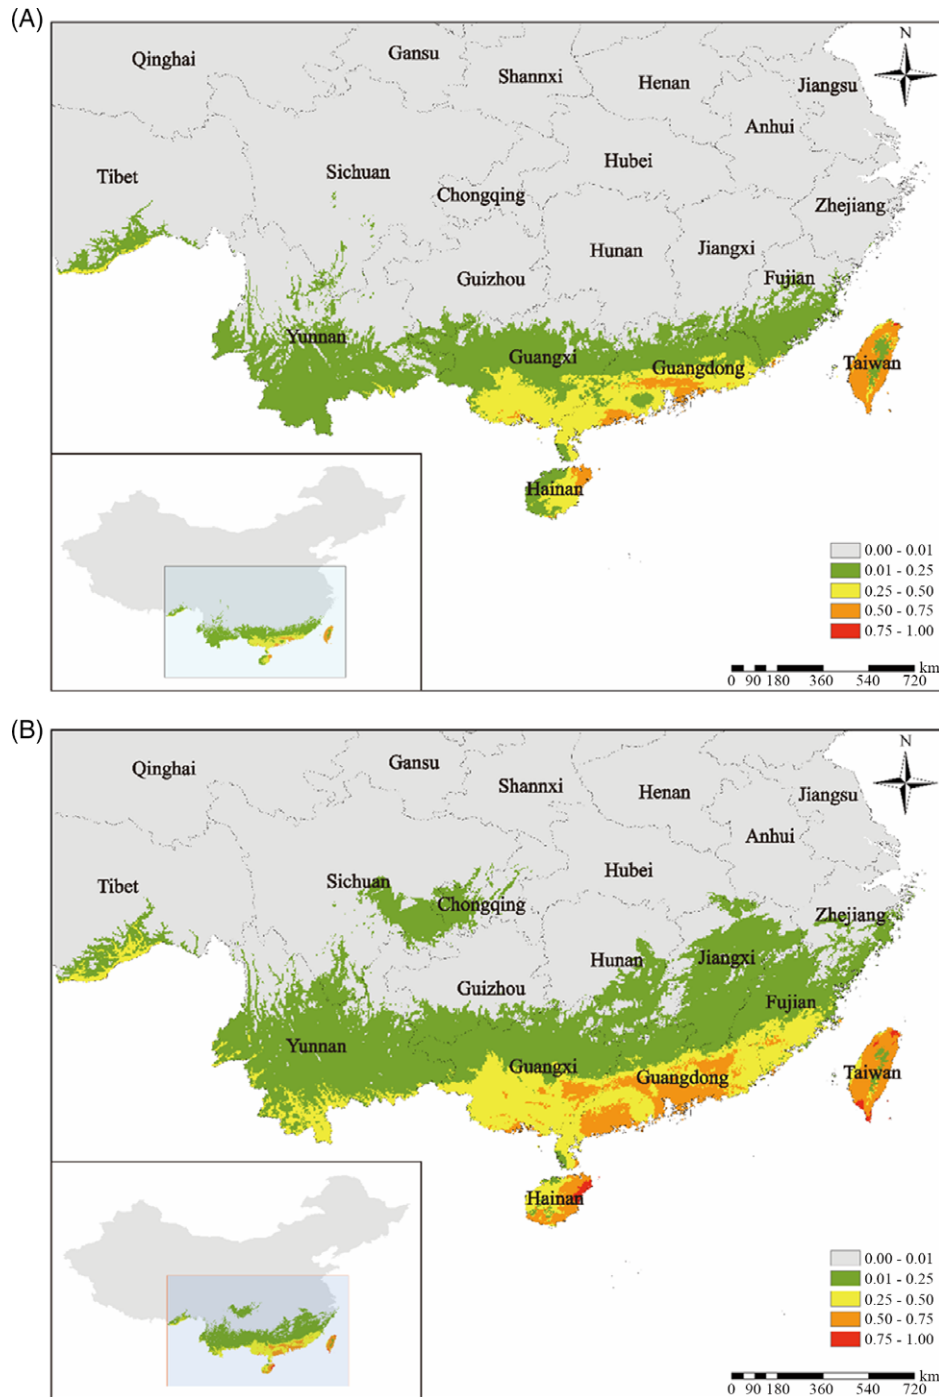 (A)
N
Qinghai
Gansu
Shannxi
Henan
Jiangsu
Anhui
Hubei
Tibet
Sichuan
Chongqing
Zhejiang
Hunan
Jiangxi
Guizhou
Fujian
Yunnan
Guangxi
Guangdong
Taiwan
Hainan
0.00 - 0.01
0.01 - 0.25
0.25 - 0.50
0.50 - 0.75
0.75 - 1.00
km
0 90 180 360 540 720
(B)
N
Qinghai
Gansu
Shannxi
Henan
Jiangsu
Anhui
Hubei
Tibet
Sichuan
Chongqing
Zhejiang
Hunan
Jiangxi
Guizhou
Fujian
Yunnan
Guangxi
Guangdong
Taiwan
Hainan
0.00 - 0.01
0.01 - 0.25
0.25 - 0.50
0.50 - 0.75
0.75 - 1.00
km
0 90 180 360 540 720